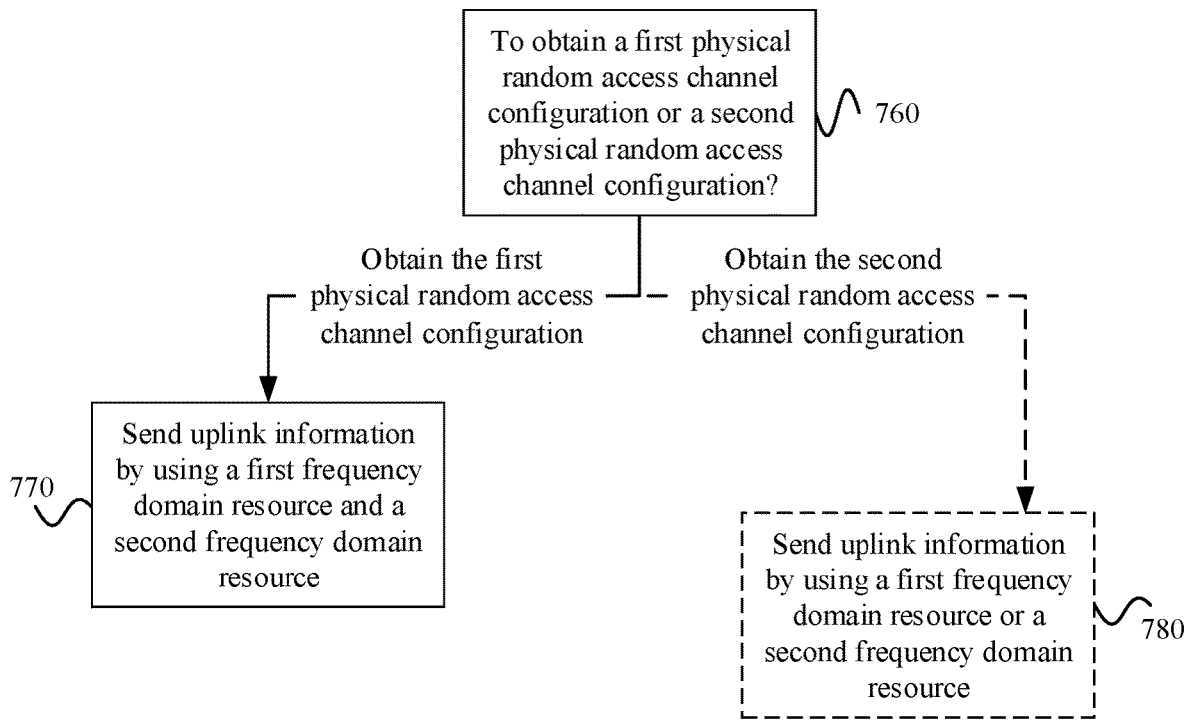 To obtain a first physical
random access channel
configuration or a second
physical random access
channel configuration?
760
Obtain the first
physical random access
channel configuration
Obtain the second
physical random access
channel configuration
770
Send uplink information
by using a first frequency
domain resource and a
second frequency domain
resource
Send uplink information
by using a first frequency
domain resource or a
second frequency domain
resource
780